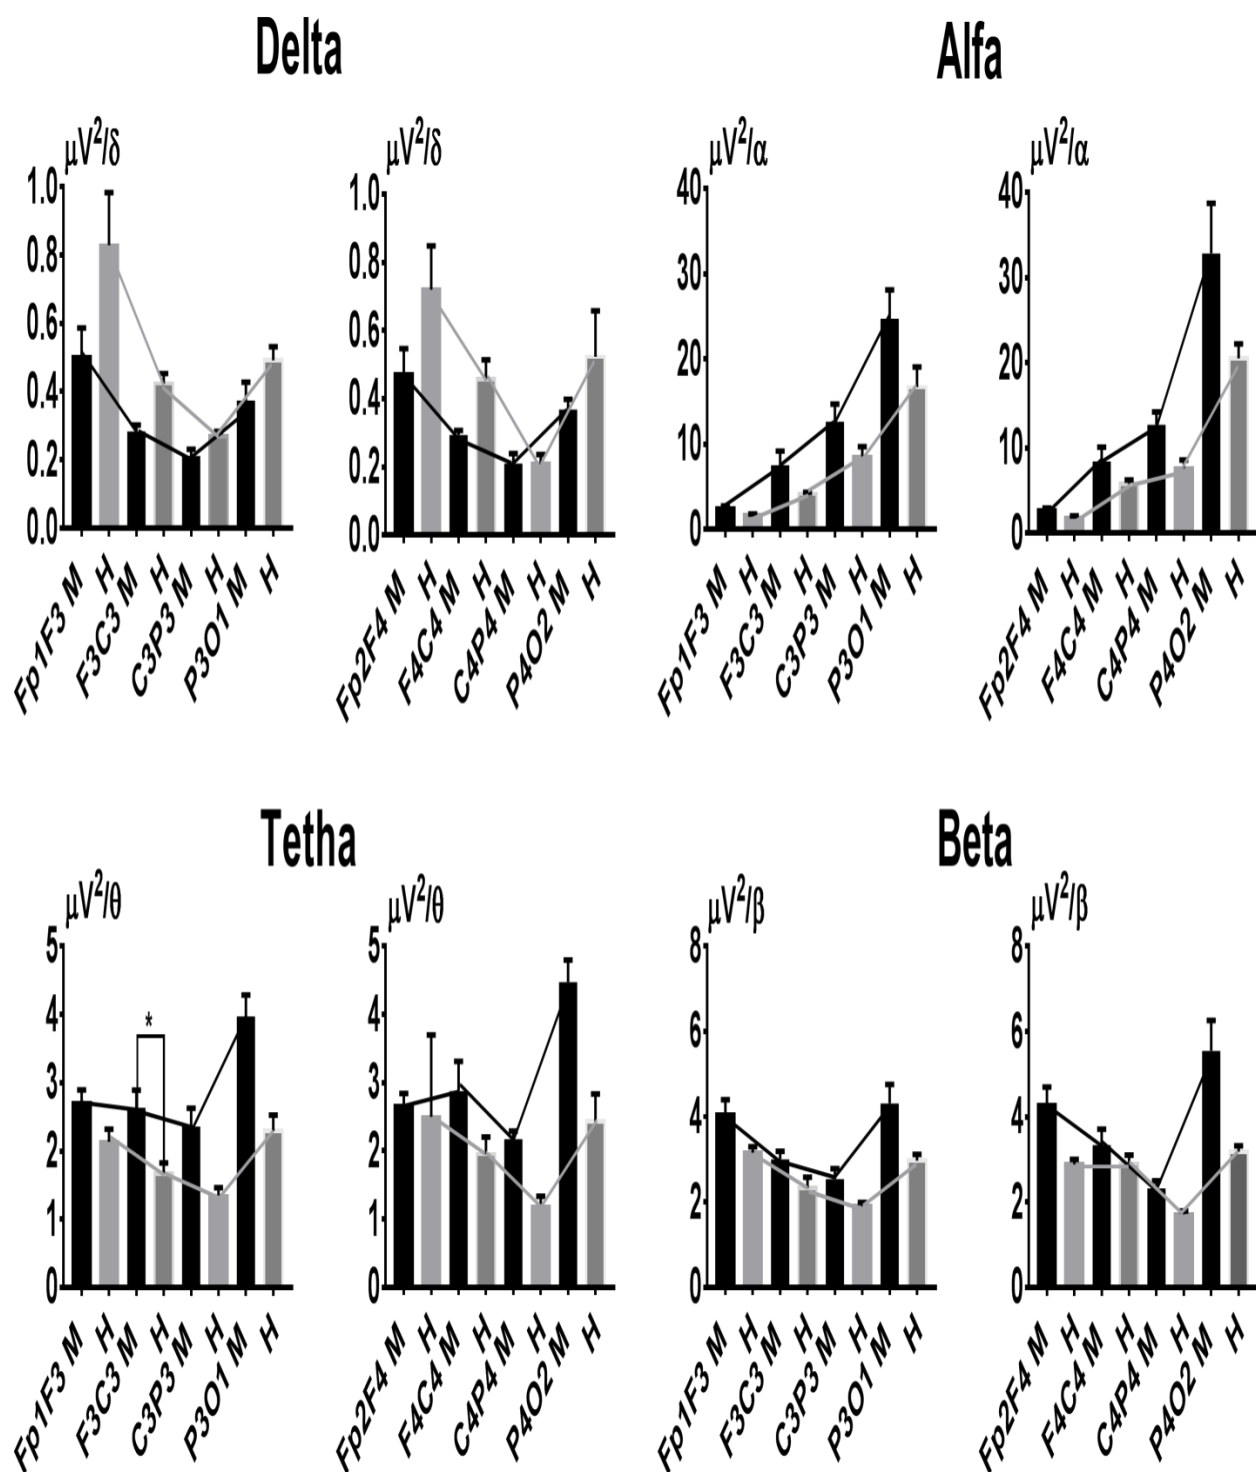 Delta
Alfa
μV²/δ
1.0
0.8
0.6
0.4
0.2
0.0
Fp1F3 M
H
F3C3 M
H
C3P3 M
H
P3O1 M
H
μV²/δ
1.0
0.8
0.6
0.4
0.2
0.0
Fp2F4 M
H
F4C4 M
H
C4P4 M
H
P4O2 M
H
μV²/α
40
30
20
10
0
Fp1F3 M
H
F3C3 M
H
C3P3 M
H
P3O1 M
H
μV²/α
40
30
20
10
0
Fp2F4 M
H
F4C4 M
H
C4P4 M
H
P4O2 M
H
Tetha
Beta
μV²/θ
5
4
3
2
1
0
*
Fp1F3 M
H
F3C3 M
H
C3P3 M
H
P3O1 M
H
μV²/θ
5
4
3
2
1
0
Fp2F4 M
H
F4C4 M
H
C4P4 M
H
P4O2 M
H
μV²/β
8
6
4
2
0
Fp1F3 M
H
F3C3 M
H
C3P3 M
H
P3O1 M
H
μV²/β
8
6
4
2
0
Fp2F4 M
H
F4C4 M
H
C4P4 M
H
P4O2 M
H